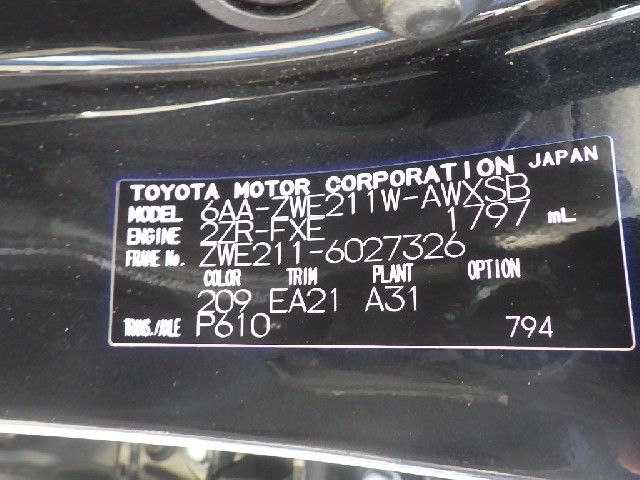 TOYOTA MOTOR CORPORATION JAPAN
MODEL 6AA-ZWE211W-AWXSB
ENGINE 2ZR-FXE 1797 mL
FRAME No. ZWE211-6027326
COLOR TRIM PLANT OPTION
209 EA21 A31
TRANS./AXLE P610 794